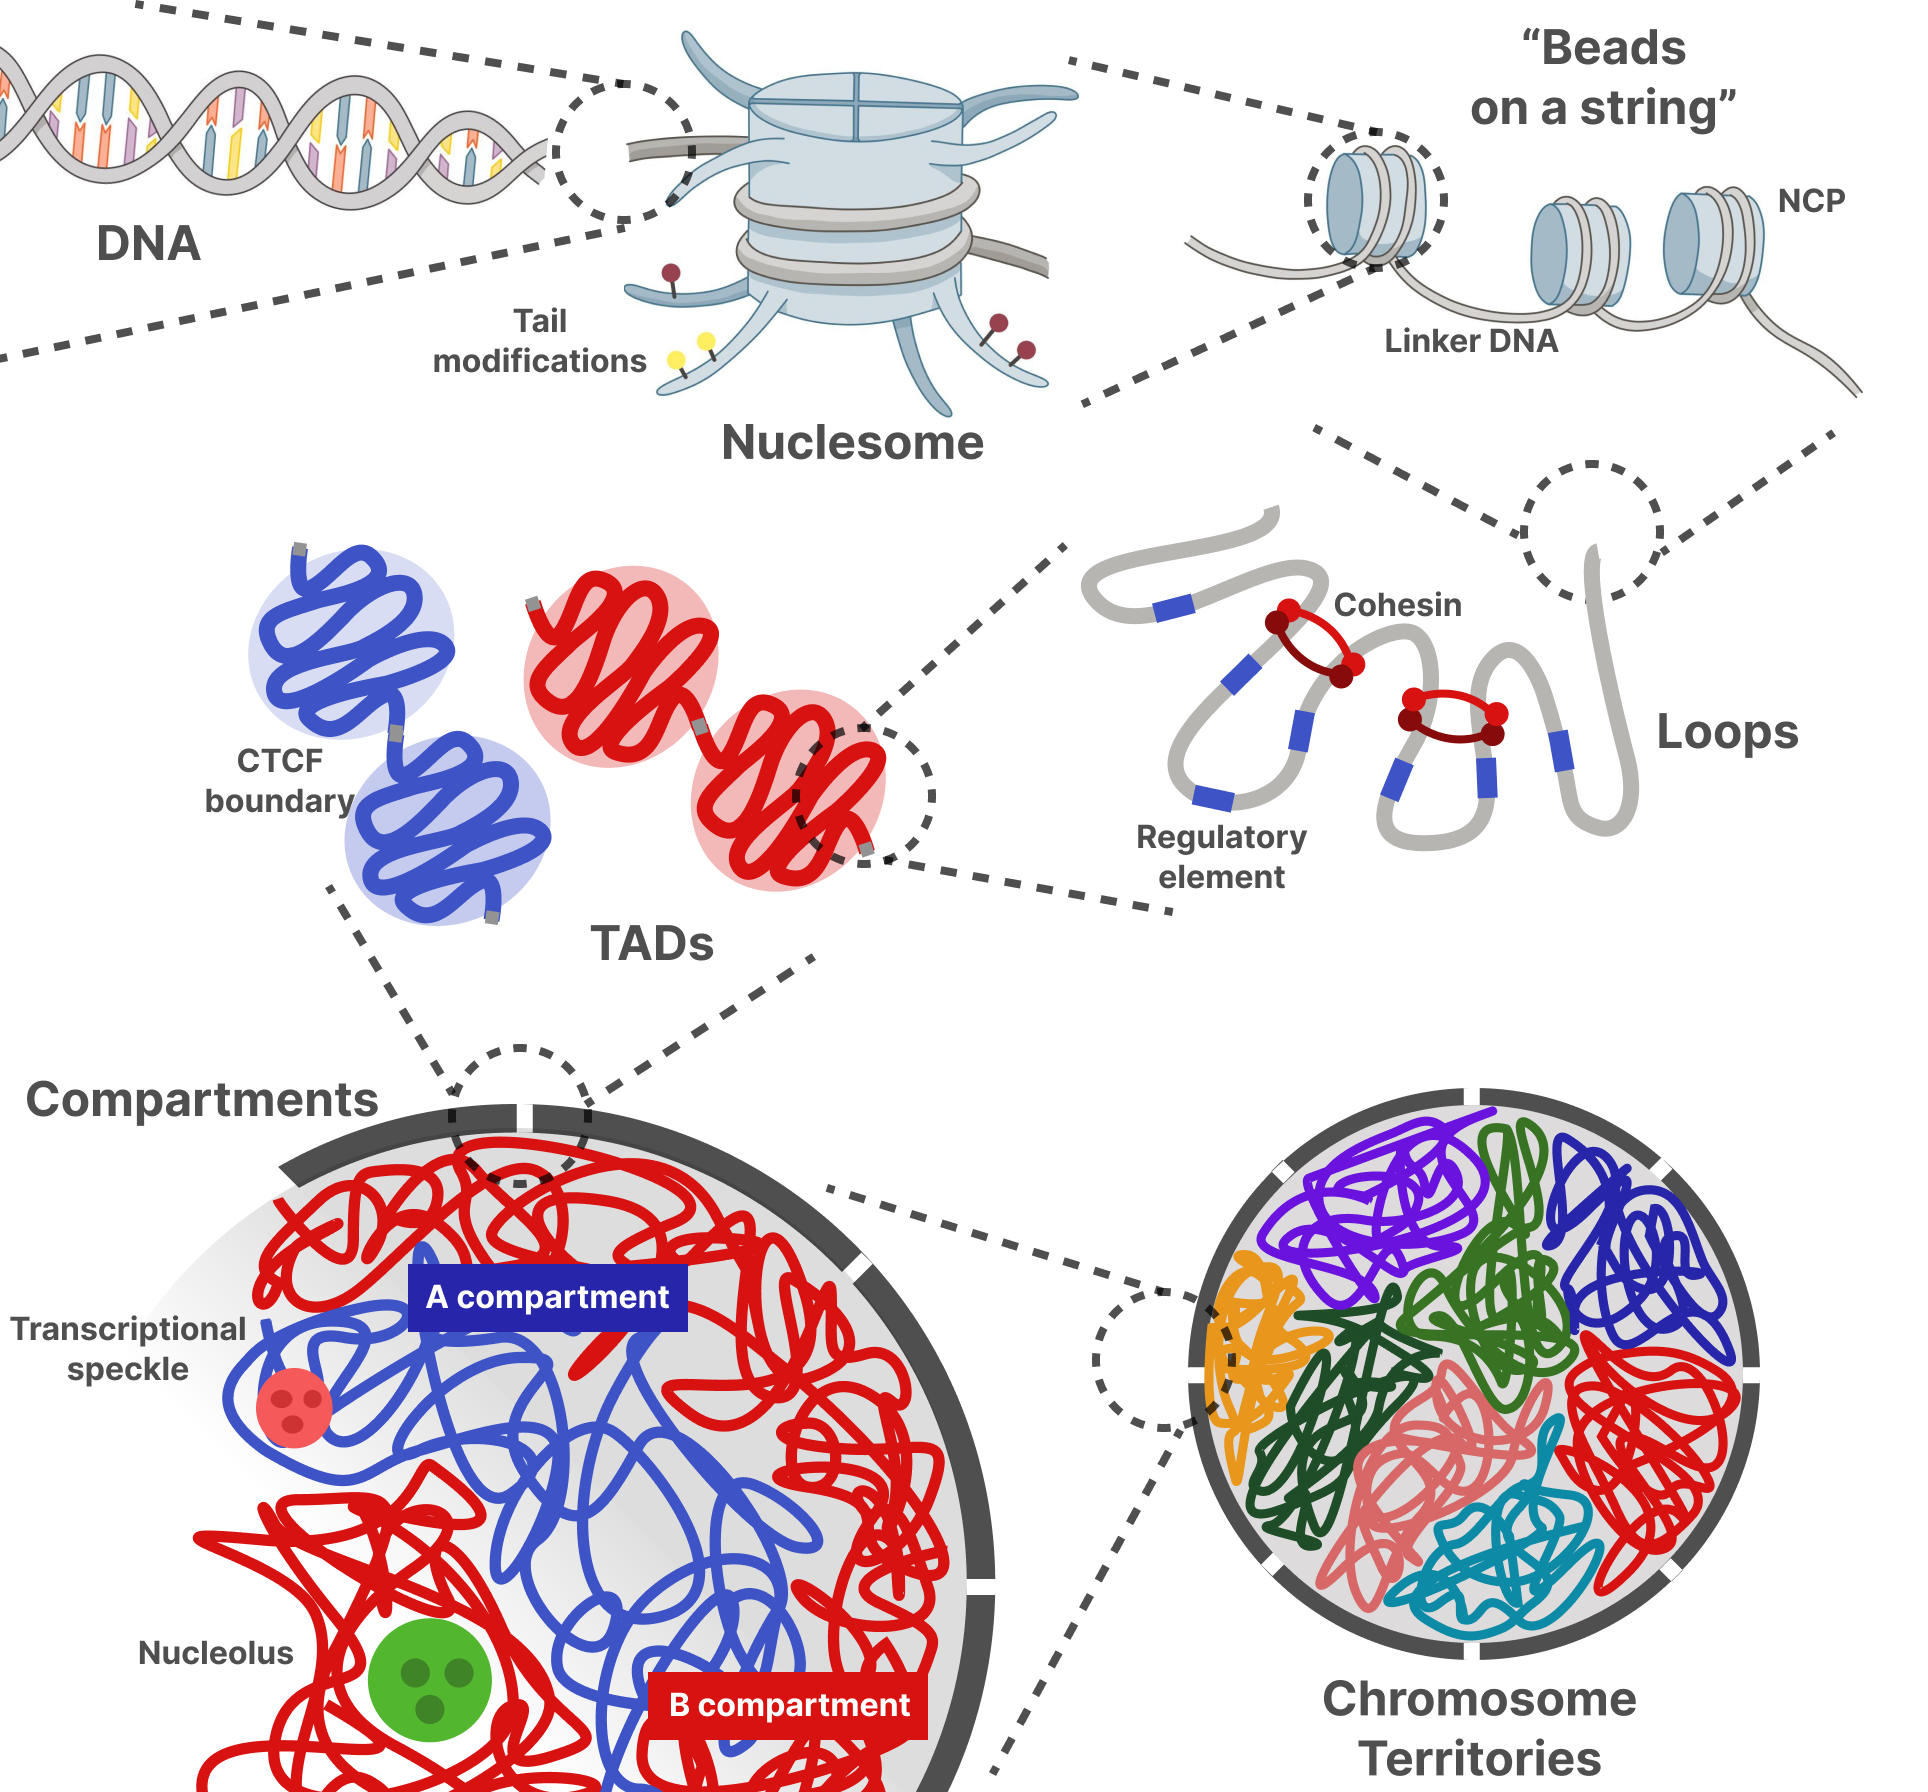 “Beads
on a string”
NCP
DNA
Tail
modifications
Linker DNA
Nuclesome
Cohesin
Loops
CTCF
boundary
Regulatory
element
TADs
Compartments
A compartment
Transcriptional
speckle
Nucleolus
B compartment
Chromosome
Territories